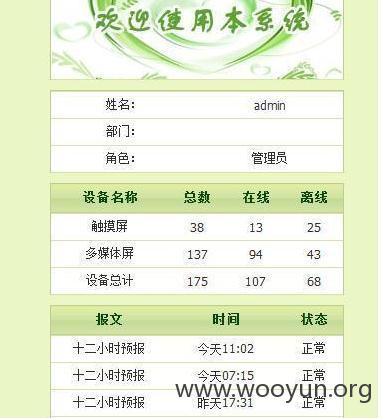 欢迎使用本系统
姓名: admin
部门:
角色: 管理员
设备名称 总数 在线 离线
触摸屏 38 13 25
多媒体屏 137 94 43
设备总计 175 107 68
报文 时间 状态
十二小时预报 今天11:02 正常
十二小时预报 今天07:15 正常
十二小时预报 昨天17:31 正常
www.wooyun.org